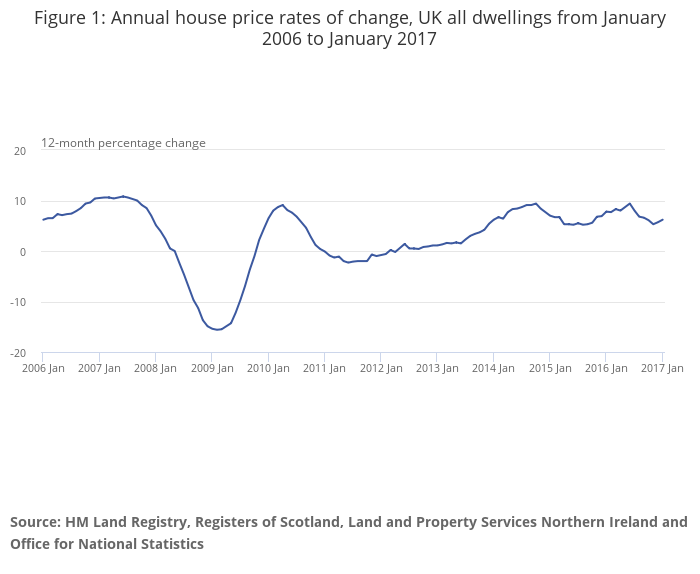 Figure 1: Annual house price rates of change, UK all dwellings from January
2006 to January 2017
12-month percentage change
20
10
0
-10
-20
2006 Jan 2007 Jan 2008 Jan 2009 Jan 2010 Jan 2011 Jan 2012 Jan 2013 Jan 2014 Jan 2015 Jan 2016 Jan 2017 Jan
Source: HM Land Registry, Registers of Scotland, Land and Property Services Northern Ireland and
Office for National Statistics